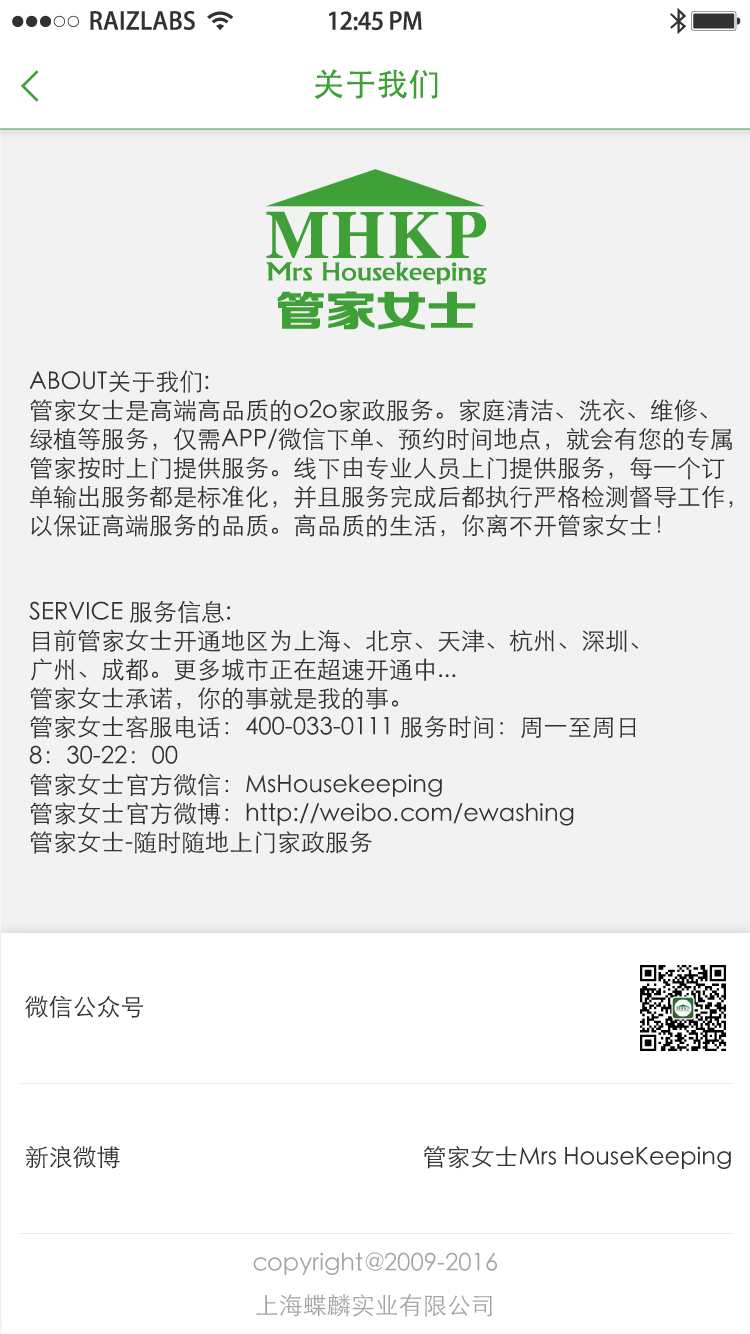 RAIZLABS 12:45 PM
关于我们
MHKP
Mrs Housekeeping
管家女士
ABOUT关于我们:
管家女士是高端高品质的o2o家政服务。家庭清洁、洗衣、维修、
绿植等服务，仅需APP/微信下单、预约时间地点，就会有您的专属
管家按时上门提供服务。线下由专业人员上门提供服务，每一个订
单输出服务都是标准化，并且服务完成后都执行严格检测督导工作，
以保证高端服务的品质。高品质的生活，你离不开管家女士！
SERVICE 服务信息:
目前管家女士开通地区为上海、北京、天津、杭州、深圳、
广州、成都。更多城市正在超速开通中...
管家女士承诺，你的事就是我的事。
管家女士客服电话：400-033-0111 服务时间：周一至周日
8：30-22：00
管家女士官方微信：MsHousekeeping
管家女士官方微博：http://weibo.com/ewashing
管家女士-随时随地上门家政服务
微信公众号
新浪微博 管家女士Mrs HouseKeeping
copyright@2009-2016
上海蝶麟实业有限公司